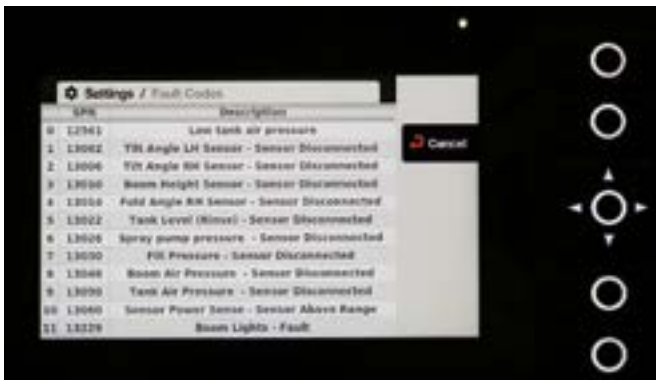 Settings / Fault Codes
SPN Description
0 12561 Low tank air pressure
1 13002 Tilt Angle LH Sensor - Sensor Disconnected
2 13006 Tilt Angle RH Sensor - Sensor Disconnected
3 13010 Boom Height Sensor - Sensor Disconnected
4 13014 Fold Angle RH Sensor - Sensor Disconnected
5 13022 Tank Level (Rinse) - Sensor Disconnected
6 13026 Spray pump pressure - Sensor Disconnected
7 13030 Fill Pressure - Sensor Disconnected
8 Boom Air Pressure - Sensor Disconnected
9 Tank Air Pressure - Sensor Disconnected
10 13060 Sensor Power Sense - Sensor Above Range
11 13229 Boom Lights - Fault
Cancel